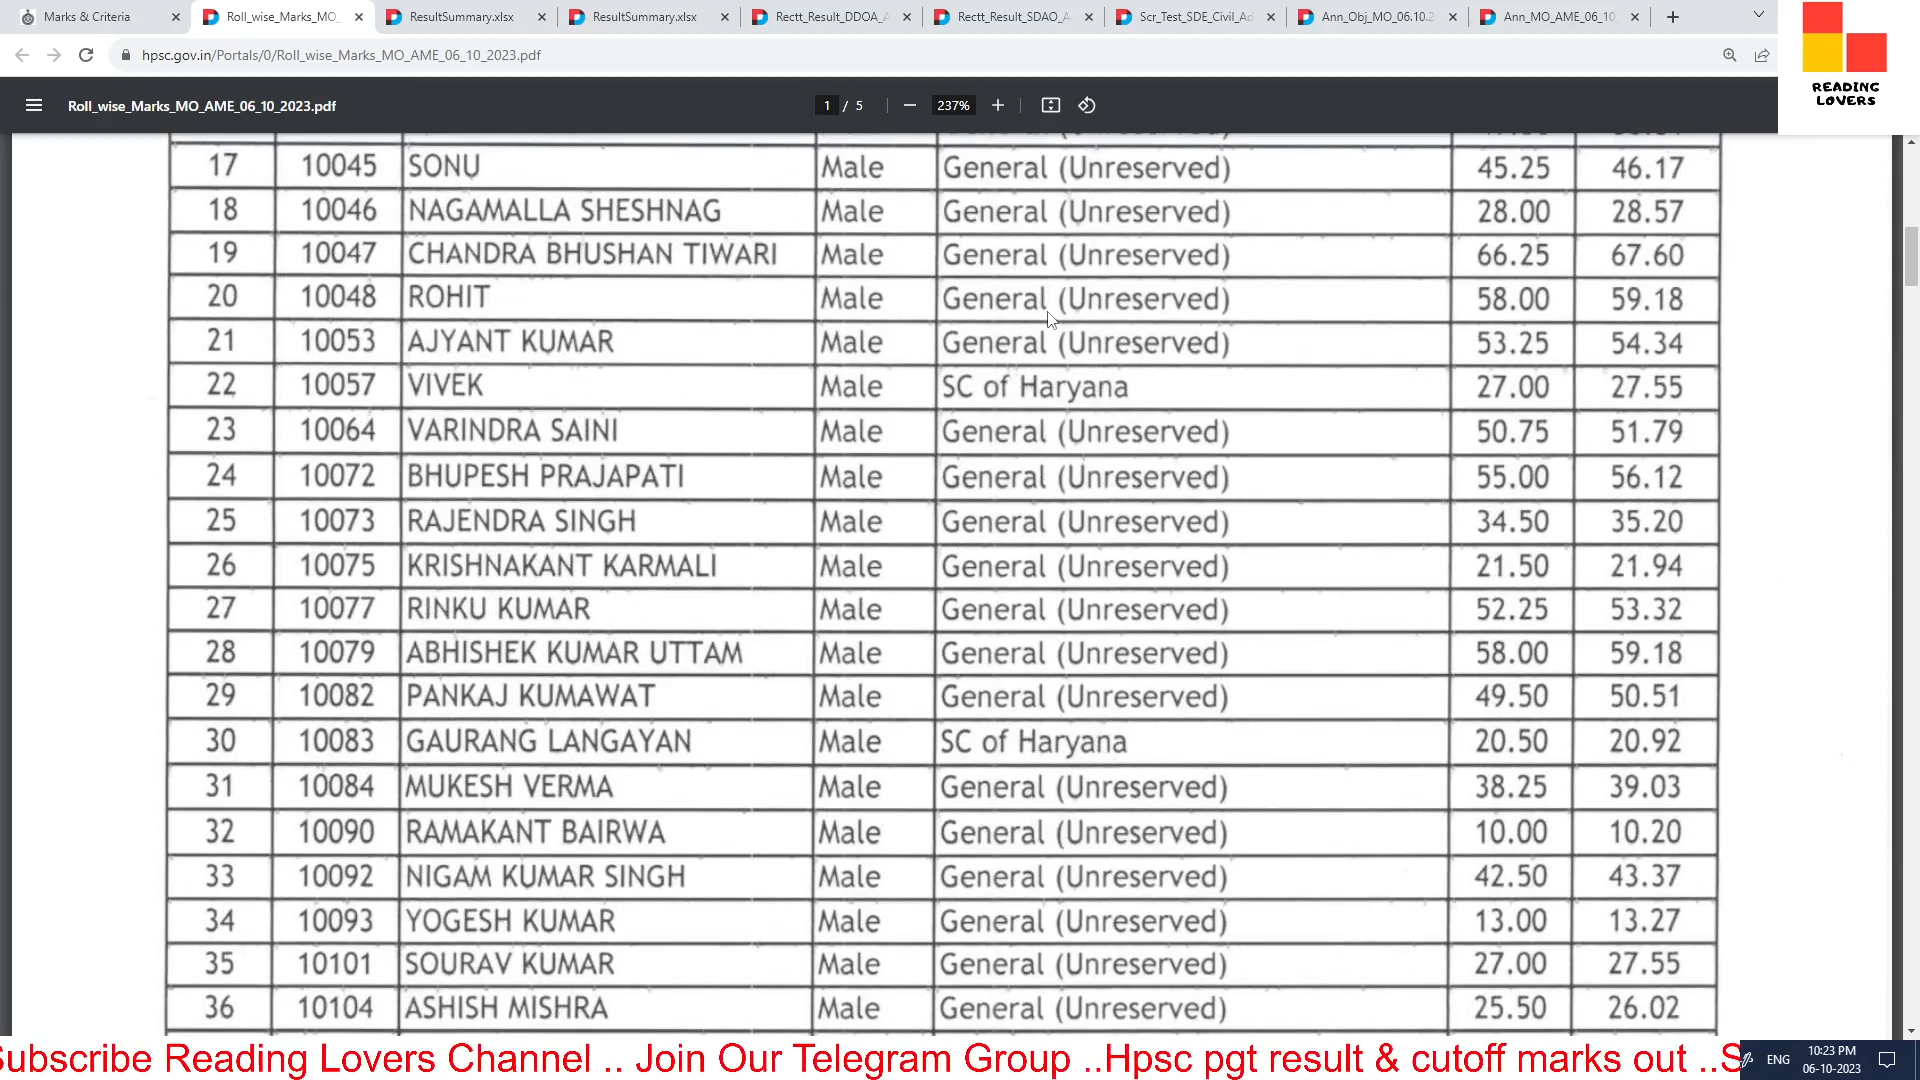 Marks & Criteria
Roll_wise_Marks_MO_
ResultSummary.xlsx
ResultSummary.xlsx
Rectt_Result_DDOA_A
Rectt_Result_SDAO_A
Scr_Test_SDE_Civil_Ad
Ann_Obj_MO_06.10.2
Ann_MO_AME_06_10_
hpsc.gov.in/Portals/0/Roll_wise_Marks_MO_AME_06_10_2023.pdf
READING
LOVERS
Roll_wise_Marks_MO_AME_06_10_2023.pdf 1 / 5 237%
17 10045 SONU Male General (Unreserved) 45.25 46.17
18 10046 NAGAMALLA SHESHNAG Male General (Unreserved) 28.00 28.57
19 10047 CHANDRA BHUSHAN TIWARI Male General (Unreserved) 66.25 67.60
20 10048 ROHIT Male General (Unreserved) 58.00 59.18
21 10053 AJYANT KUMAR Male General (Unreserved) 53.25 54.34
22 10057 VIVEK Male SC of Haryana 27.00 27.55
23 10064 VARINDRA SAINI Male General (Unreserved) 50.75 51.79
24 10072 BHUPESH PRAJAPATI Male General (Unreserved) 55.00 56.12
25 10073 RAJENDRA SINGH Male General (Unreserved) 34.50 35.20
26 10075 KRISHNAKANT KARMALI Male General (Unreserved) 21.50 21.94
27 10077 RINKU KUMAR Male General (Unreserved) 52.25 53.32
28 10079 ABHISHEK KUMAR UTTAM Male General (Unreserved) 58.00 59.18
29 10082 PANKAJ KUMAWAT Male General (Unreserved) 49.50 50.51
30 10083 GAURANG LANGAYAN Male SC of Haryana 20.50 20.92
31 10084 MUKESH VERMA Male General (Unreserved) 38.25 39.03
32 10090 RAMAKANT BAIRWA Male General (Unreserved) 10.00 10.20
33 10092 NIGAM KUMAR SINGH Male General (Unreserved) 42.50 43.37
34 10093 YOGESH KUMAR Male General (Unreserved) 13.00 13.27
35 10101 SOURAV KUMAR Male General (Unreserved) 27.00 27.55
36 10104 ASHISH MISHRA Male General (Unreserved) 25.50 26.02
Subscribe Reading Lovers Channel .. Join Our Telegram Group ..Hpsc pgt result & cutoff marks out ..S
ENG
10:23 PM
06-10-2023